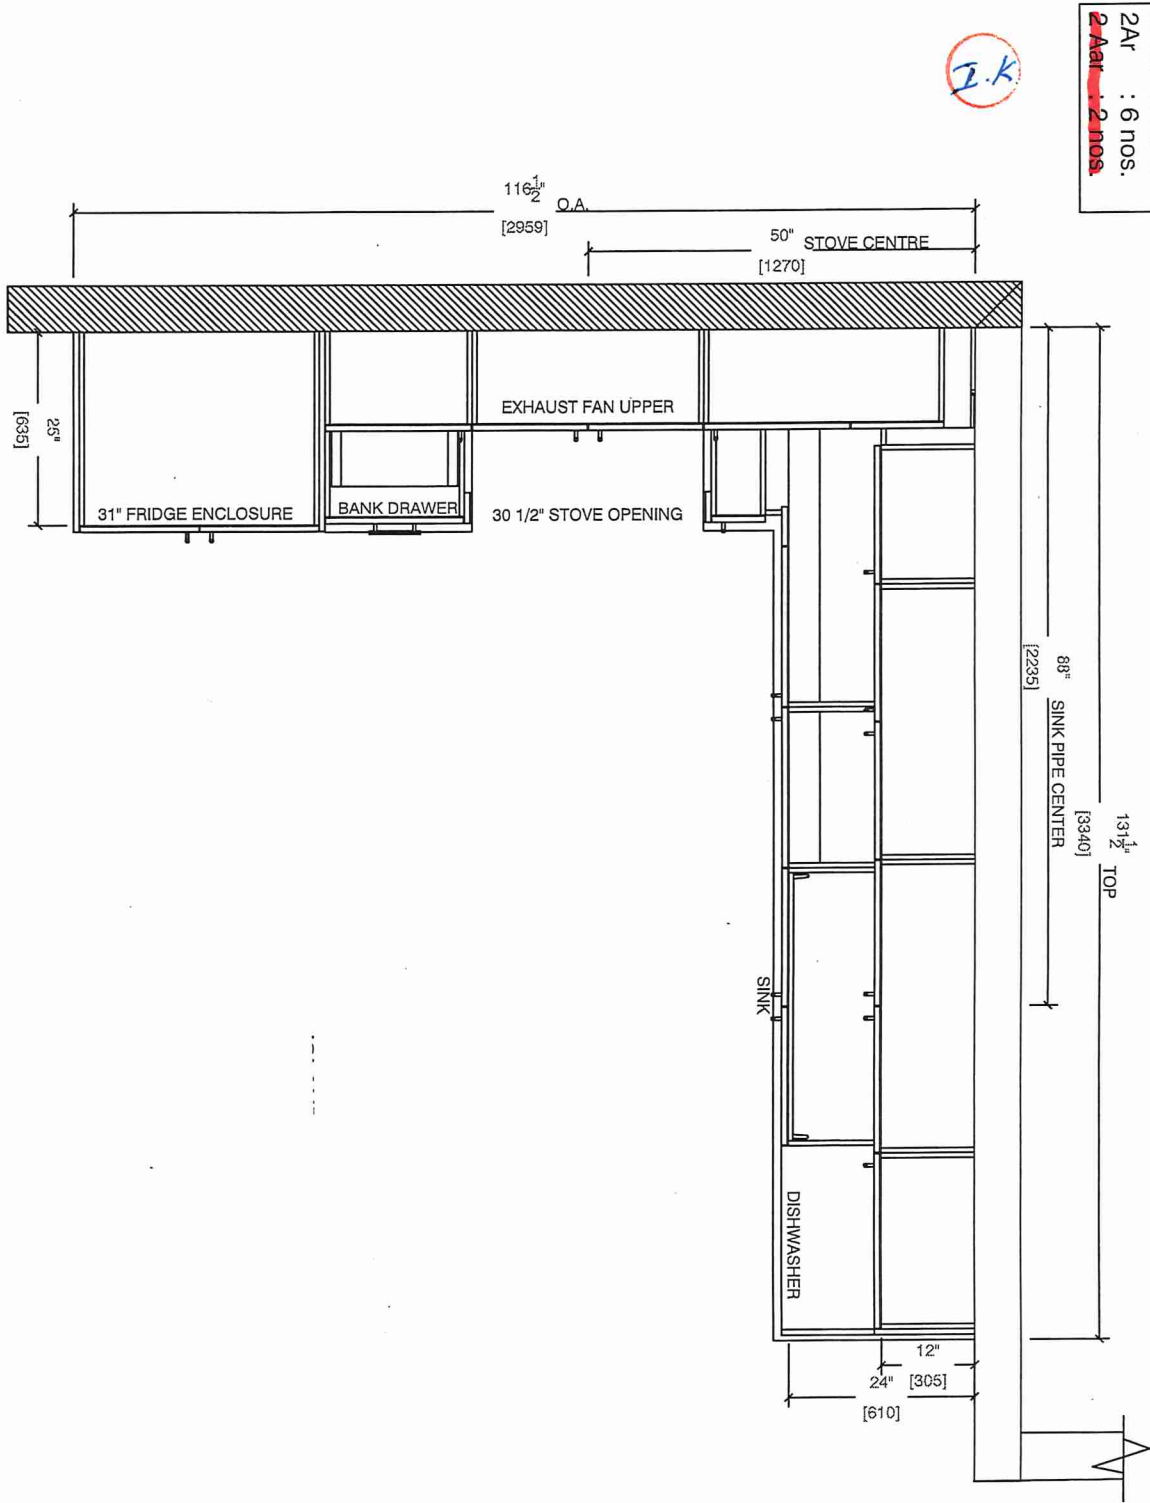 2Ar : 6 nos.
2 Aar : 2 nos.
I.K
116 1/2" O.A.
[2959]
50" STOVE CENTRE
[1270]
25"
[635]
EXHAUST FAN UPPER
31" FRIDGE ENCLOSURE
BANK DRAWER
30 1/2" STOVE OPENING
88" SINK PIPE CENTER
[2235]
131 1/2" TOP
[3340]
SINK
DISHWASHER
12"
[305]
24"
[610]